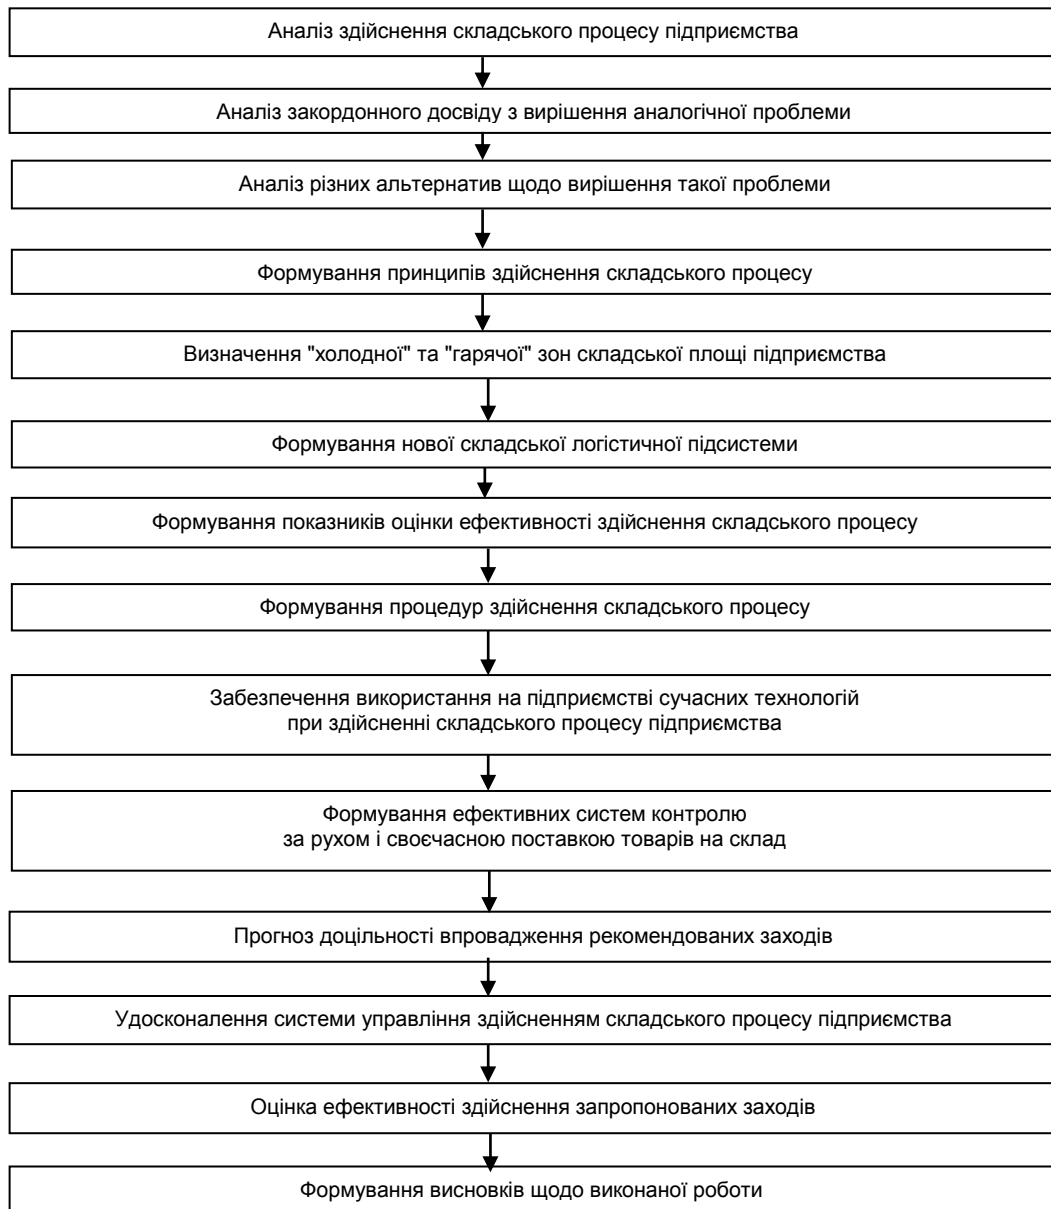 Аналіз здійснення складського процесу підприємства
Аналіз закордонного досвіду з вирішення аналогічної проблеми
Аналіз різних альтернатив щодо вирішення такої проблеми
Формування принципів здійснення складського процесу
Визначення "холодної" та "гарячої" зон складської площі підприємства
Формування нової складської логістичної підсистеми
Формування показників оцінки ефективності здійснення складського процесу
Формування процедур здійснення складського процесу
Забезпечення використання на підприємстві сучасних технологій
при здійсненні складського процесу підприємства
Формування ефективних систем контролю
за рухом і своєчасною поставкою товарів на склад
Прогноз доцільності впровадження рекомендованих заходів
Удосконалення системи управління здійсненням складського процесу підприємства
Оцінка ефективності здійснення запропонованих заходів
Формування висновків щодо виконаної роботи